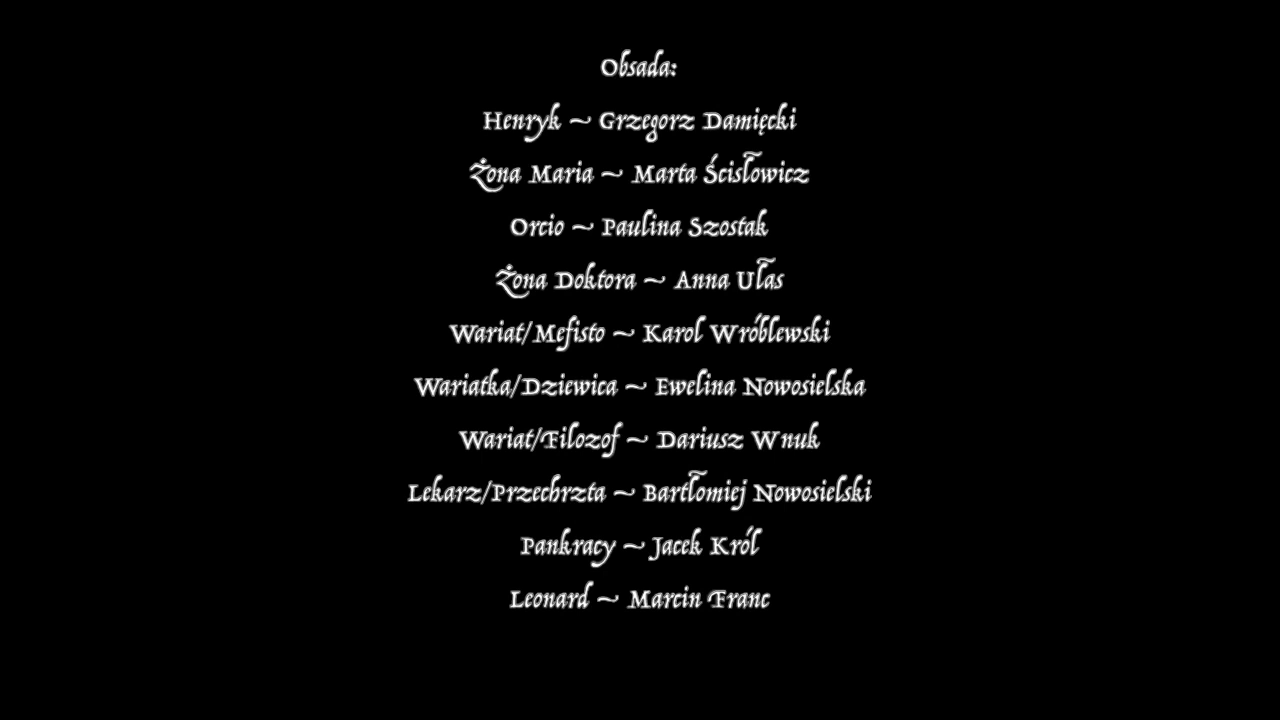 Obsada:
Henryk ~ Grzegorz Damięcki
Żona Maria ~ Marta Ścisłowicz
Orcio ~ Paulina Szostak
Żona Doktora ~ Anna Ułas
Wariat/Mefisto ~ Karol Wróblewski
Wariatka/Dziewica ~ Ewelina Nowosielska
Wariat/Filozof ~ Dariusz Wnuk
Lekarz/Przechrzta ~ Bartłomiej Nowosielski
Pankracy ~ Jacek Król
Leonard ~ Marcin Franc